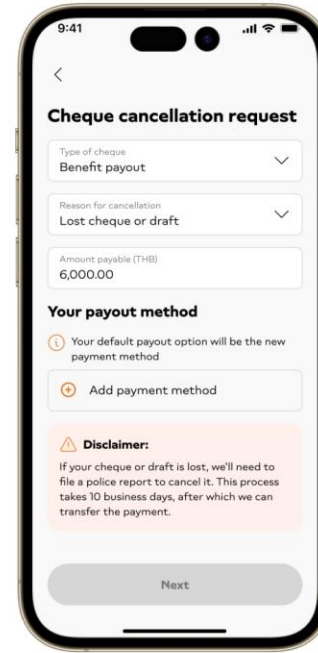 9:41
Cheque cancellation request
Type of cheque
Benefit payout
Reason for cancellation
Lost cheque or draft
Amount payable (THB)
6,000.00
Your payout method
Your default payout option will be the new
payment method
Add payment method
Disclaimer:
If your cheque or draft is lost, we'll need to
file a police report to cancel it. This process
takes 10 business days, after which we can
transfer the payment.
Next